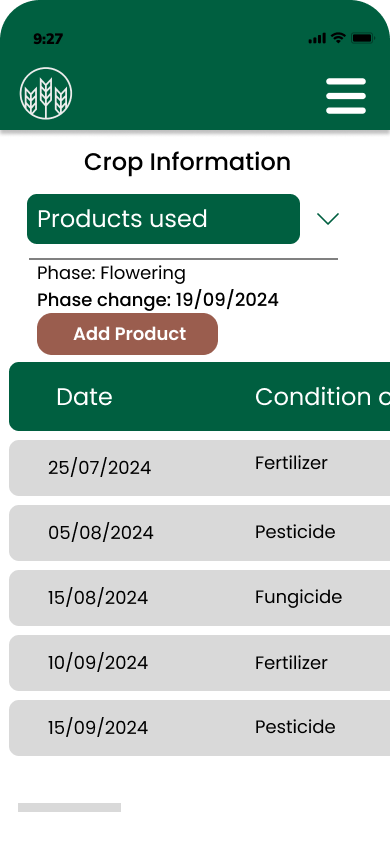 9:27
Crop Information
Products used
Phase: Flowering
Phase change: 19/09/2024
Add Product
Date Condition
25/07/2024 Fertilizer
05/08/2024 Pesticide
15/08/2024 Fungicide
10/09/2024 Fertilizer
15/09/2024 Pesticide